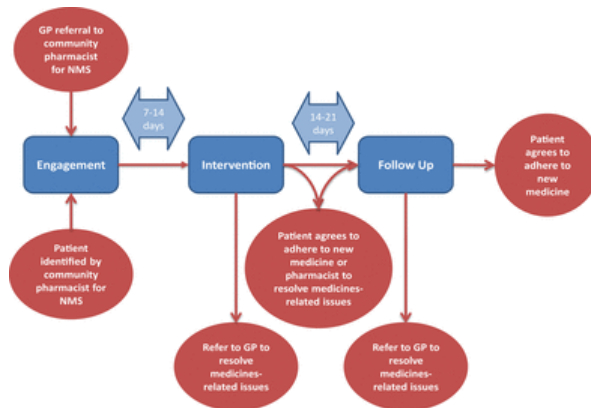 GP referral to
community
pharmacist
for NMS
7-14
days
14-21
days
Engagement
Intervention
Follow Up
Patient
agrees to
adhere to
new
medicine
Patient
identified by
community
pharmacist for
NMS
Patient agrees to
adhere to new
medicine or
pharmacist to
resolve medicines-
related issues
Refer to GP to
resolve
medicines-
related issues
Refer to GP to
resolve
medicines-
related issues